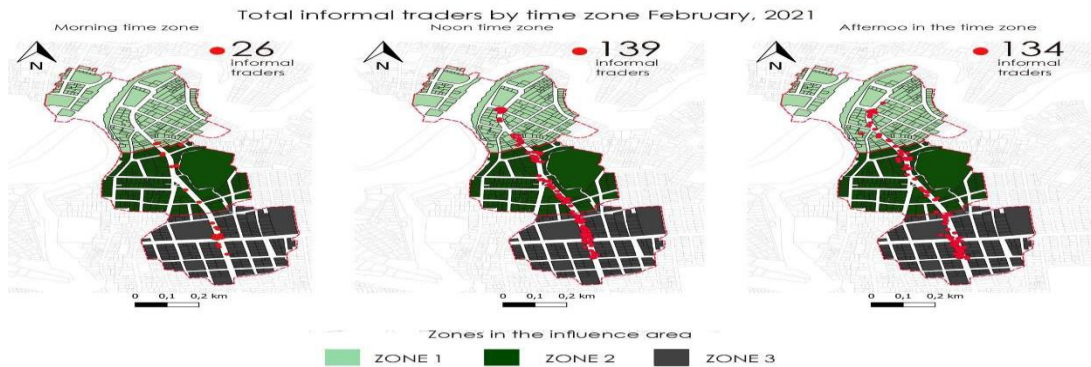 Total informal traders by time zone February, 2021
Morning time zone
26
informal
traders
N
0 0,1 0,2 km
Noon time zone
139
informal
traders
N
0 0,1 0,2 km
Afternoo in the time zone
134
informal
traders
N
0 0,1 0,2 km
Zones in the influence area
ZONE 1 ZONE 2 ZONE 3